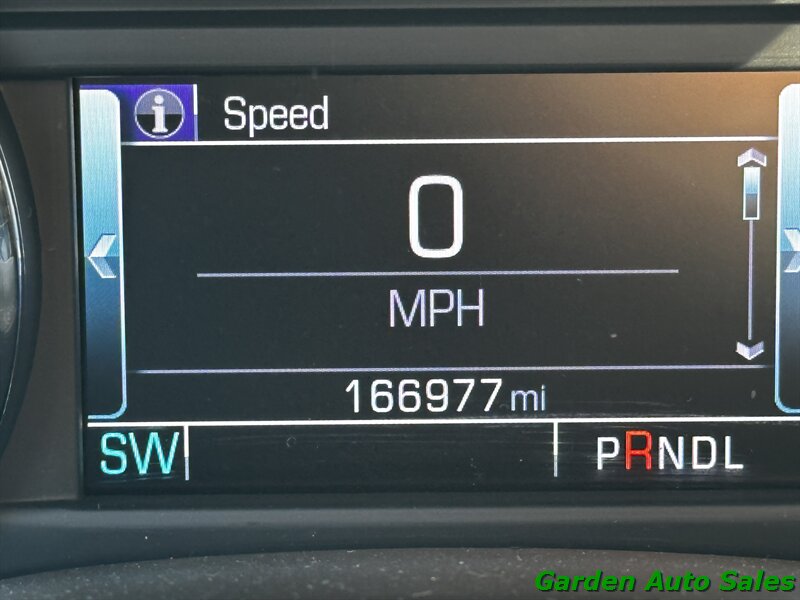 i Speed
0
MPH
166977 mi
SW PRNDL
Garden Auto Sales